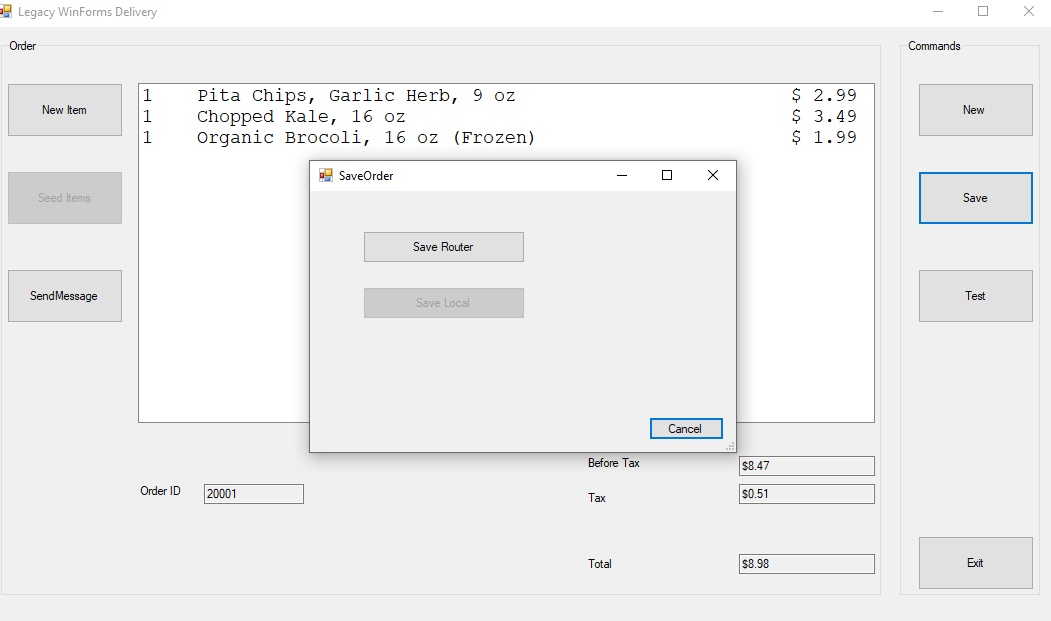 Legacy WinForms Delivery
Order
Commands
New Item
1 Pita Chips, Garlic Herb, 9 oz $ 2.99
1 Chopped Kale, 16 oz $ 3.49
1 Organic Brocoli, 16 oz (Frozen) $ 1.99
New
Seed Items
Save
SendMessage
Test
SaveOrder
Save Router
Save Local
Cancel
Before Tax $8.47
Order ID 20001
Tax $0.51
Total $8.98
Exit